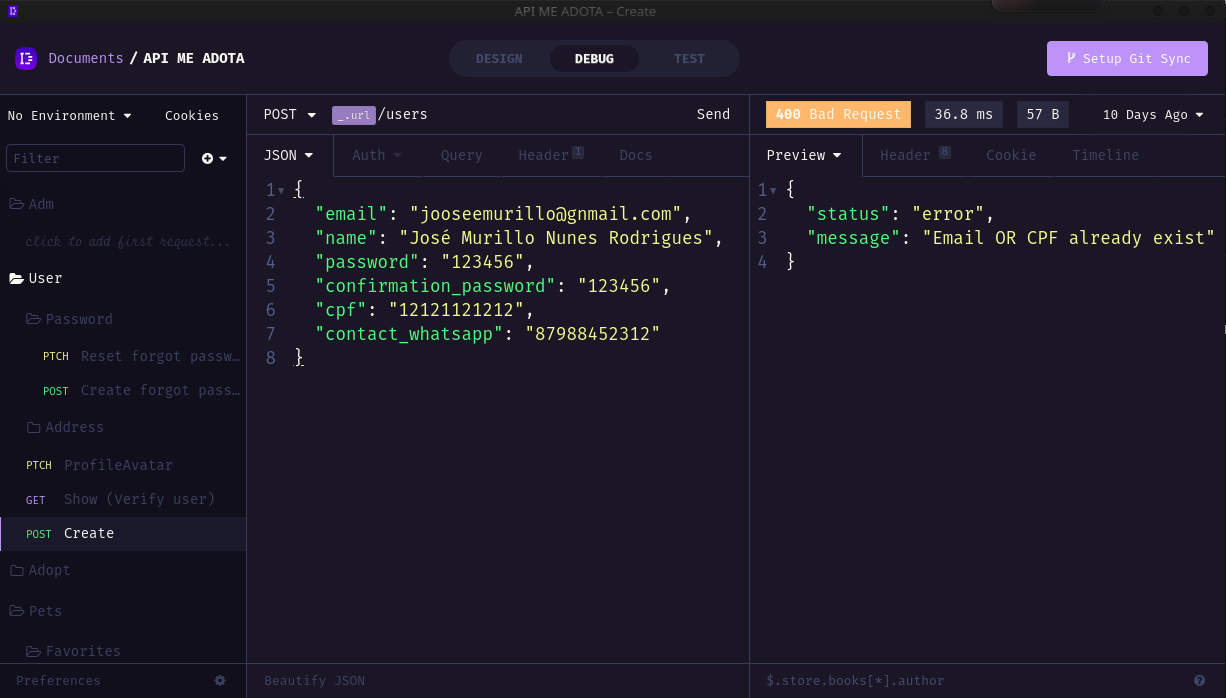 API ME ADOTA – Create
Documents / API ME ADOTA
DESIGN DEBUG TEST
Setup Git Sync
No Environment Cookies
Filter
Adm
click to add first request...
User
Password
PTCH Reset forgot passw…
POST Create forgot pass…
Address
PTCH ProfileAvatar
GET Show (Verify user)
POST Create
Adopt
Pets
Favorites
Preferences
POST _.url /users Send
JSON Auth Query Header 1 Docs
1 {
2 "email": "jooseemurillo@gnmail.com",
3 "name": "José Murillo Nunes Rodrigues",
4 "password": "123456",
5 "confirmation_password": "123456",
6 "cpf": "12121121212",
7 "contact_whatsapp": "87988452312"
8 }
Beautify JSON
400 Bad Request 36.8 ms 57 B 10 Days Ago
Preview Header 8 Cookie Timeline
1 {
2 "status": "error",
3 "message": "Email OR CPF already exist"
4 }
$.store.books[*].author